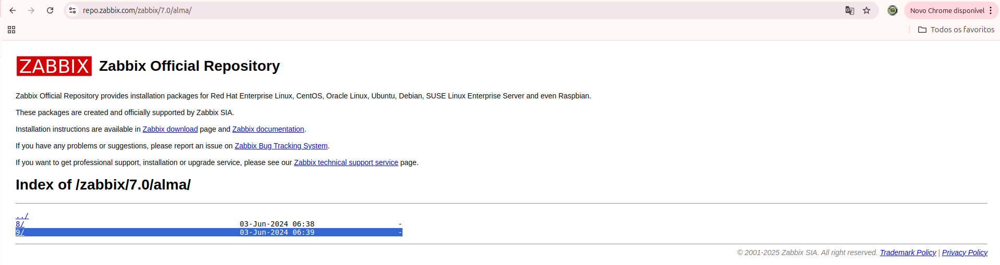 repo.zabbix.com/zabbix/7.0/alma/
Novo Chrome disponível
Todos os favoritos
ZABBIX Zabbix Official Repository
Zabbix Official Repository provides installation packages for Red Hat Enterprise Linux, CentOS, Oracle Linux, Ubuntu, Debian, SUSE Linux Enterprise Server and even Raspbian.
These packages are created and officially supported by Zabbix SIA.
Installation instructions are available in Zabbix download page and Zabbix documentation.
If you have any problems or suggestions, please report an issue on Zabbix Bug Tracking System.
If you want to get professional support, installation or upgrade service, please see our Zabbix technical support service page.
Index of /zabbix/7.0/alma/
../
8/ 03-Jun-2024 06:38 -
9/ 03-Jun-2024 06:39 -
© 2001-2025 Zabbix SIA. All right reserved. Trademark Policy | Privacy Policy